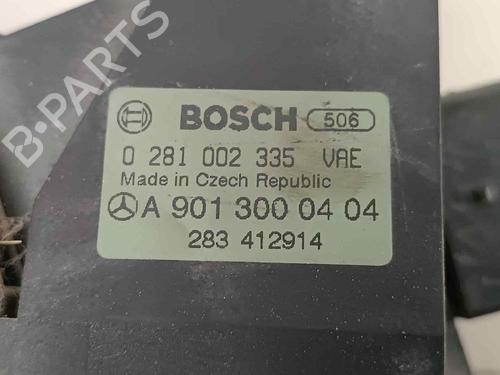 BOSCH 506
0 281 002 335 VAE
Made in Czech Republic
A 901 300 04 04
283 412914
B-PARTS